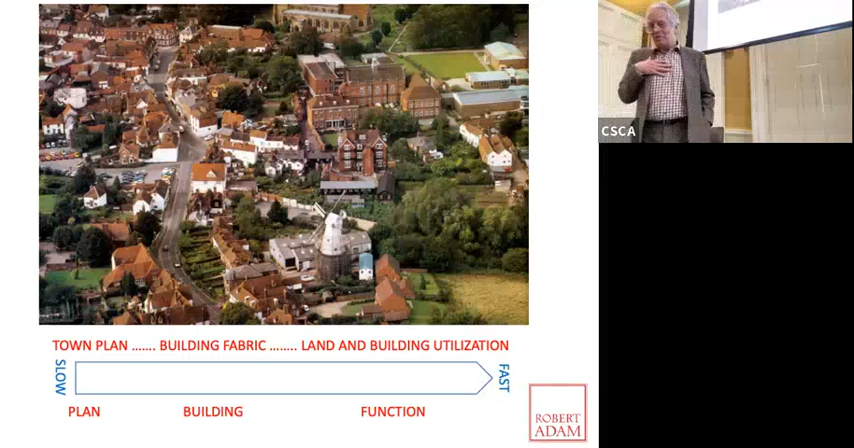 CSCA
TOWN PLAN ....... BUILDING FABRIC ........ LAND AND BUILDING UTILIZATION
SLOW
FAST
PLAN BUILDING FUNCTION
ROBERT
ADAM